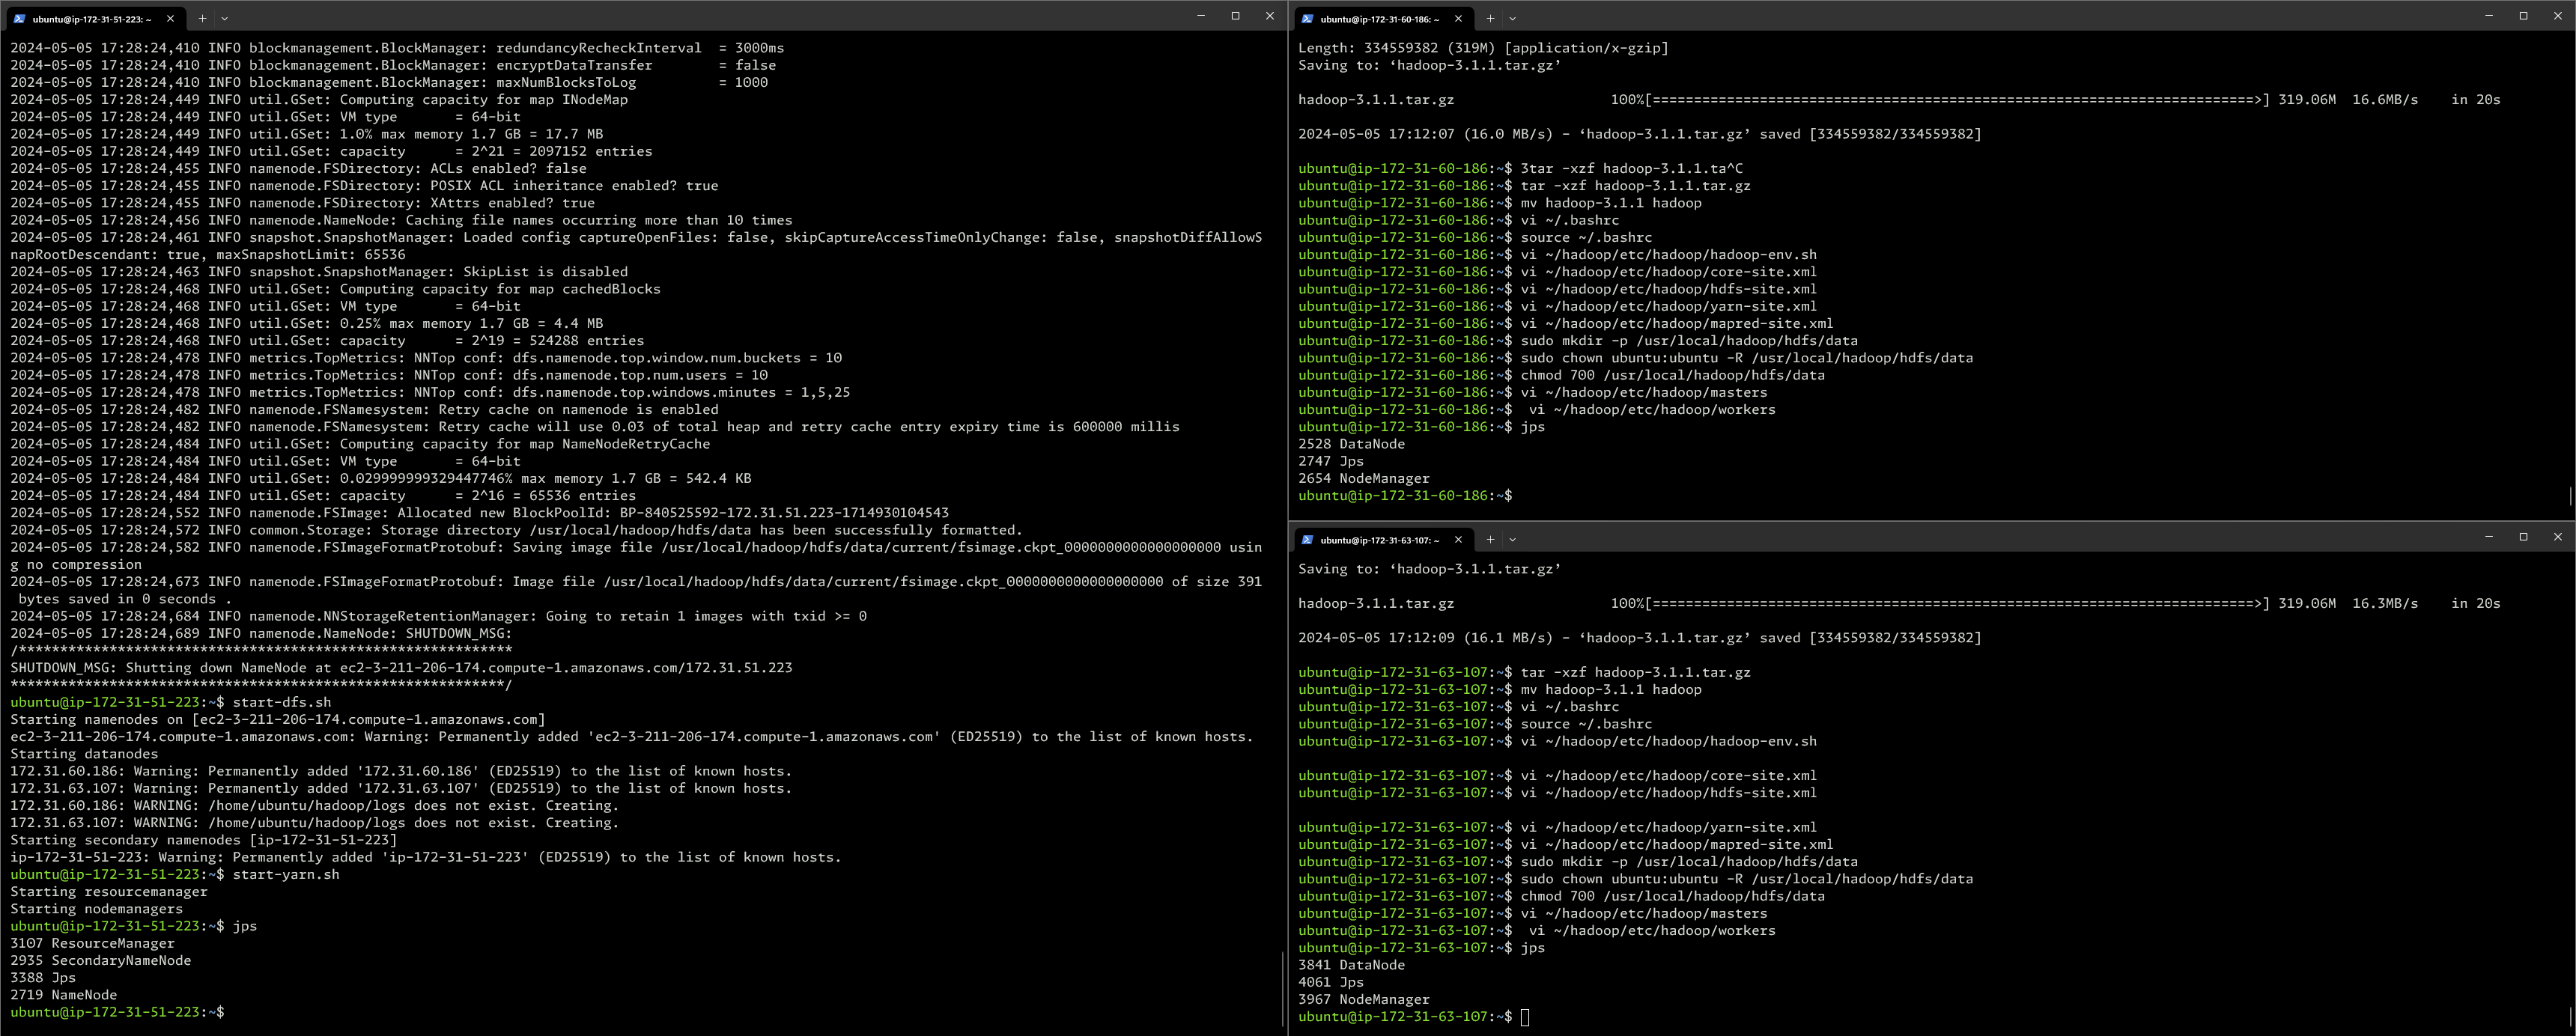 ubuntu@ip-172-31-51-223: ~
2024-05-05 17:28:24,410 INFO blockmanagement.BlockManager: redundancyRecheckInterval  = 3000ms
2024-05-05 17:28:24,410 INFO blockmanagement.BlockManager: encryptDataTransfer        = false
2024-05-05 17:28:24,410 INFO blockmanagement.BlockManager: maxNumBlocksToLog          = 1000
2024-05-05 17:28:24,449 INFO util.GSet: Computing capacity for map INodeMap
2024-05-05 17:28:24,449 INFO util.GSet: VM type       = 64-bit
2024-05-05 17:28:24,449 INFO util.GSet: 1.0% max memory 1.7 GB = 17.7 MB
2024-05-05 17:28:24,449 INFO util.GSet: capacity      = 2^21 = 2097152 entries
2024-05-05 17:28:24,455 INFO namenode.FSDirectory: ACLs enabled? false
2024-05-05 17:28:24,455 INFO namenode.FSDirectory: POSIX ACL inheritance enabled? true
2024-05-05 17:28:24,455 INFO namenode.FSDirectory: XAttrs enabled? true
2024-05-05 17:28:24,456 INFO namenode.NameNode: Caching file names occurring more than 10 times
2024-05-05 17:28:24,461 INFO snapshot.SnapshotManager: Loaded config captureOpenFiles: false, skipCaptureAccessTimeOnlyChange: false, snapshotDiffAllowS
napRootDescendant: true, maxSnapshotLimit: 65536
2024-05-05 17:28:24,463 INFO snapshot.SnapshotManager: SkipList is disabled
2024-05-05 17:28:24,468 INFO util.GSet: Computing capacity for map cachedBlocks
2024-05-05 17:28:24,468 INFO util.GSet: VM type       = 64-bit
2024-05-05 17:28:24,468 INFO util.GSet: 0.25% max memory 1.7 GB = 4.4 MB
2024-05-05 17:28:24,468 INFO util.GSet: capacity      = 2^19 = 524288 entries
2024-05-05 17:28:24,478 INFO metrics.TopMetrics: NNTop conf: dfs.namenode.top.window.num.buckets = 10
2024-05-05 17:28:24,478 INFO metrics.TopMetrics: NNTop conf: dfs.namenode.top.num.users = 10
2024-05-05 17:28:24,478 INFO metrics.TopMetrics: NNTop conf: dfs.namenode.top.windows.minutes = 1,5,25
2024-05-05 17:28:24,482 INFO namenode.FSNamesystem: Retry cache on namenode is enabled
2024-05-05 17:28:24,482 INFO namenode.FSNamesystem: Retry cache will use 0.03 of total heap and retry cache entry expiry time is 600000 millis
2024-05-05 17:28:24,484 INFO util.GSet: Computing capacity for map NameNodeRetryCache
2024-05-05 17:28:24,484 INFO util.GSet: VM type       = 64-bit
2024-05-05 17:28:24,484 INFO util.GSet: 0.029999999329447746% max memory 1.7 GB = 542.4 KB
2024-05-05 17:28:24,484 INFO util.GSet: capacity      = 2^16 = 65536 entries
2024-05-05 17:28:24,552 INFO namenode.FSImage: Allocated new BlockPoolId: BP-840525592-172.31.51.223-1714930104543
2024-05-05 17:28:24,572 INFO common.Storage: Storage directory /usr/local/hadoop/hdfs/data has been successfully formatted.
2024-05-05 17:28:24,582 INFO namenode.FSImageFormatProtobuf: Saving image file /usr/local/hadoop/hdfs/data/current/fsimage.ckpt_0000000000000000000 usin
g no compression
2024-05-05 17:28:24,673 INFO namenode.FSImageFormatProtobuf: Image file /usr/local/hadoop/hdfs/data/current/fsimage.ckpt_0000000000000000000 of size 391
 bytes saved in 0 seconds .
2024-05-05 17:28:24,684 INFO namenode.NNStorageRetentionManager: Going to retain 1 images with txid >= 0
2024-05-05 17:28:24,689 INFO namenode.NameNode: SHUTDOWN_MSG:
/************************************************************
SHUTDOWN_MSG: Shutting down NameNode at ec2-3-211-206-174.compute-1.amazonaws.com/172.31.51.223
************************************************************/
ubuntu@ip-172-31-51-223:~$ start-dfs.sh
Starting namenodes on [ec2-3-211-206-174.compute-1.amazonaws.com]
ec2-3-211-206-174.compute-1.amazonaws.com: Warning: Permanently added 'ec2-3-211-206-174.compute-1.amazonaws.com' (ED25519) to the list of known hosts.
Starting datanodes
172.31.60.186: Warning: Permanently added '172.31.60.186' (ED25519) to the list of known hosts.
172.31.63.107: Warning: Permanently added '172.31.63.107' (ED25519) to the list of known hosts.
172.31.60.186: WARNING: /home/ubuntu/hadoop/logs does not exist. Creating.
172.31.63.107: WARNING: /home/ubuntu/hadoop/logs does not exist. Creating.
Starting secondary namenodes [ip-172-31-51-223]
ip-172-31-51-223: Warning: Permanently added 'ip-172-31-51-223' (ED25519) to the list of known hosts.
ubuntu@ip-172-31-51-223:~$ start-yarn.sh
Starting resourcemanager
Starting nodemanagers
ubuntu@ip-172-31-51-223:~$ jps
3107 ResourceManager
2935 SecondaryNameNode
3388 Jps
2719 NameNode
ubuntu@ip-172-31-51-223:~$
ubuntu@ip-172-31-60-186: ~
Length: 334559382 (319M) [application/x-gzip]
Saving to: ‘hadoop-3.1.1.tar.gz’
hadoop-3.1.1.tar.gz                   100%[=========================================================================>] 319.06M  16.6MB/s    in 20s
2024-05-05 17:12:07 (16.0 MB/s) - ‘hadoop-3.1.1.tar.gz’ saved [334559382/334559382]
ubuntu@ip-172-31-60-186:~$ 3tar -xzf hadoop-3.1.1.ta^C
ubuntu@ip-172-31-60-186:~$ tar -xzf hadoop-3.1.1.tar.gz
ubuntu@ip-172-31-60-186:~$ mv hadoop-3.1.1 hadoop
ubuntu@ip-172-31-60-186:~$ vi ~/.bashrc
ubuntu@ip-172-31-60-186:~$ source ~/.bashrc
ubuntu@ip-172-31-60-186:~$ vi ~/hadoop/etc/hadoop/hadoop-env.sh
ubuntu@ip-172-31-60-186:~$ vi ~/hadoop/etc/hadoop/core-site.xml
ubuntu@ip-172-31-60-186:~$ vi ~/hadoop/etc/hadoop/hdfs-site.xml
ubuntu@ip-172-31-60-186:~$ vi ~/hadoop/etc/hadoop/yarn-site.xml
ubuntu@ip-172-31-60-186:~$ vi ~/hadoop/etc/hadoop/mapred-site.xml
ubuntu@ip-172-31-60-186:~$ sudo mkdir -p /usr/local/hadoop/hdfs/data
ubuntu@ip-172-31-60-186:~$ sudo chown ubuntu:ubuntu -R /usr/local/hadoop/hdfs/data
ubuntu@ip-172-31-60-186:~$ chmod 700 /usr/local/hadoop/hdfs/data
ubuntu@ip-172-31-60-186:~$ vi ~/hadoop/etc/hadoop/masters
ubuntu@ip-172-31-60-186:~$  vi ~/hadoop/etc/hadoop/workers
ubuntu@ip-172-31-60-186:~$ jps
2528 DataNode
2747 Jps
2654 NodeManager
ubuntu@ip-172-31-60-186:~$
ubuntu@ip-172-31-63-107: ~
Saving to: ‘hadoop-3.1.1.tar.gz’
hadoop-3.1.1.tar.gz                   100%[=========================================================================>] 319.06M  16.3MB/s    in 20s
2024-05-05 17:12:09 (16.1 MB/s) - ‘hadoop-3.1.1.tar.gz’ saved [334559382/334559382]
ubuntu@ip-172-31-63-107:~$ tar -xzf hadoop-3.1.1.tar.gz
ubuntu@ip-172-31-63-107:~$ mv hadoop-3.1.1 hadoop
ubuntu@ip-172-31-63-107:~$ vi ~/.bashrc
ubuntu@ip-172-31-63-107:~$ source ~/.bashrc
ubuntu@ip-172-31-63-107:~$ vi ~/hadoop/etc/hadoop/hadoop-env.sh
ubuntu@ip-172-31-63-107:~$ vi ~/hadoop/etc/hadoop/core-site.xml
ubuntu@ip-172-31-63-107:~$ vi ~/hadoop/etc/hadoop/hdfs-site.xml
ubuntu@ip-172-31-63-107:~$ vi ~/hadoop/etc/hadoop/yarn-site.xml
ubuntu@ip-172-31-63-107:~$ vi ~/hadoop/etc/hadoop/mapred-site.xml
ubuntu@ip-172-31-63-107:~$ sudo mkdir -p /usr/local/hadoop/hdfs/data
ubuntu@ip-172-31-63-107:~$ sudo chown ubuntu:ubuntu -R /usr/local/hadoop/hdfs/data
ubuntu@ip-172-31-63-107:~$ chmod 700 /usr/local/hadoop/hdfs/data
ubuntu@ip-172-31-63-107:~$ vi ~/hadoop/etc/hadoop/masters
ubuntu@ip-172-31-63-107:~$  vi ~/hadoop/etc/hadoop/workers
ubuntu@ip-172-31-63-107:~$ jps
3841 DataNode
4061 Jps
3967 NodeManager
ubuntu@ip-172-31-63-107:~$